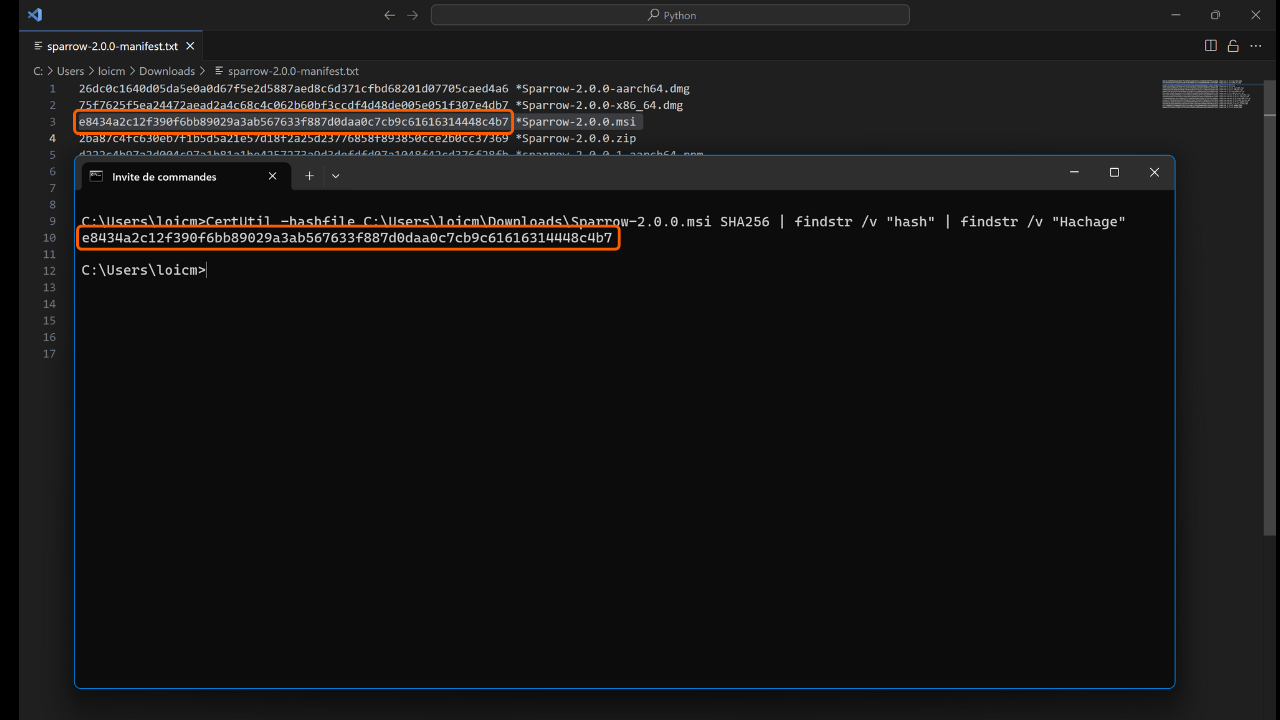 Python
sparrow-2.0.0-manifest.txt
C: > Users > loicm > Downloads > sparrow-2.0.0-manifest.txt
1 26dc0c1640d05da5e0a0d67f5e2d5887aed8c6d371cfbd68201d07705caed4a6 *Sparrow-2.0.0-aarch64.dmg
2 75f7625f5ea24472aead2a4c68c4c062b60bf3ccdf4d48de005e051f307e4db7 *Sparrow-2.0.0-x86_64.dmg
3 e8434a2c12f390f6bb89029a3ab567633f887d0daa0c7cb9c61616314448c4b7 *Sparrow-2.0.0.msi
4 2ba87c4fc630eb7f1b5d5a21e57d18f2a25d23776858f893850cce2b0cc37369 *Sparrow-2.0.0.zip
5
6
7
8
9
10
11
12
13
14
15
16
17
Invite de commandes
C:\Users\loicm>CertUtil -hashfile C:\Users\loicm\Downloads\Sparrow-2.0.0.msi SHA256 | findstr /v "hash" | findstr /v "Hachage"
e8434a2c12f390f6bb89029a3ab567633f887d0daa0c7cb9c61616314448c4b7
C:\Users\loicm>